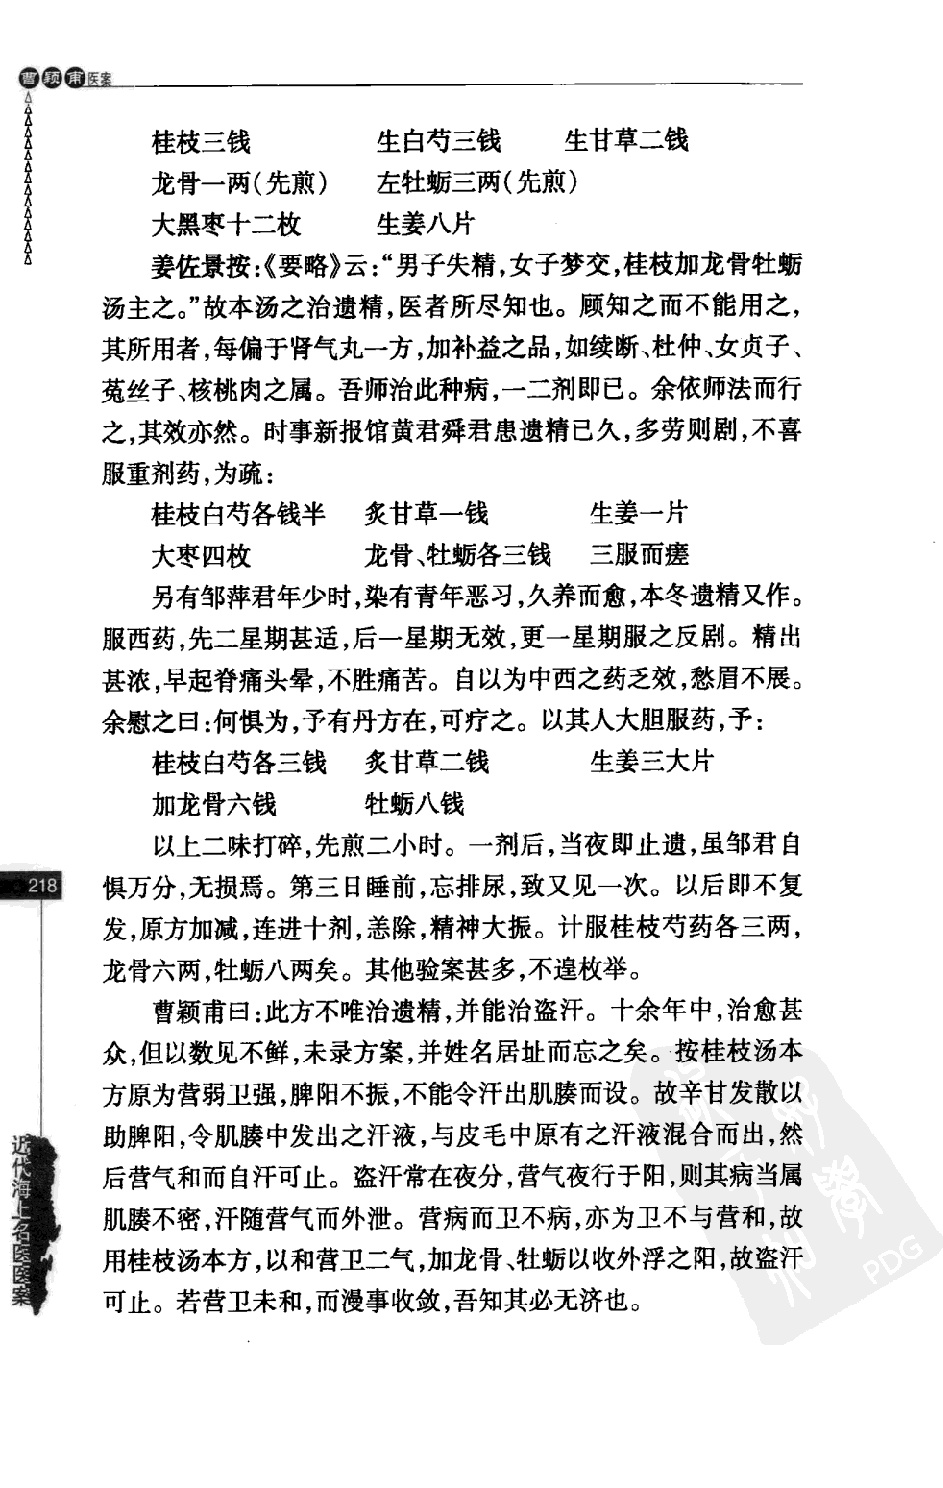 曹颖甫医案
桂枝三钱 生白芍三钱 生甘草二钱
龙骨一两(先煎) 左牡蛎三两(先煎)
大黑枣十二枚 生姜八片
姜佐景按:《要略》云:“男子失精,女子梦交,桂枝加龙骨牡蛎
汤主之。”故本汤之治遗精,医者所尽知也。顾知之而不能用之,
其所用者,每偏于肾气丸一方,加补益之品,如续断、杜仲、女贞子、
菟丝子、核桃肉之属。吾师治此种病,一二剂即已。余依师法而行
之,其效亦然。时事新报馆黄君舜君患遗精已久,多劳则剧,不喜
服重剂药,为疏:
桂枝白芍各钱半 炙甘草一钱 生姜一片
大枣四枚 龙骨、牡蛎各三钱 三服而瘥
另有邹萍君年少时,染有青年恶习,久养而愈,本冬遗精又作。
服西药,先二星期甚适,后一星期无效,更一星期服之反剧。精出
甚浓,早起脊痛头晕,不胜痛苦。自以为中西之药乏效,愁眉不展。
余慰之曰:何惧为,予有丹方在,可疗之。以其人大胆服药,予:
桂枝白芍各三钱 炙甘草二钱 生姜三大片
加龙骨六钱 牡蛎八钱
以上二味打碎,先煎二小时。一剂后,当夜即止遗,虽邹君自
惧万分,无损焉。第三日睡前,忘排尿,致又见一次。以后即不复
发,原方加减,连进十剂,恙除,精神大振。计服桂枝芍药各三两,
龙骨六两,牡蛎八两矣。其他验案甚多,不遑枚举。
曹颖甫曰:此方不唯治遗精,并能治盗汗。十余年中,治愈甚
众,但以数见不鲜,未录方案,并姓名居址而忘之矣。按桂枝汤本
方原为营弱卫强,脾阳不振,不能令汗出肌腠而设。故辛甘发散以
助脾阳,令肌腠中发出之汗液,与皮毛中原有之汗液混合而出,然
后营气和而自汗可止。盗汗常在夜分,营气夜行于阳,则其病当属
肌腠不密,汗随营气而外泄。营病而卫不病,亦为卫不与营和,故
用桂枝汤本方,以和营卫二气,加龙骨、牡蛎以收外浮之阳,故盗汗
可止。若营卫未和,而漫事收敛,吾知其必无济也。
218
近代海上名医医案
PDG